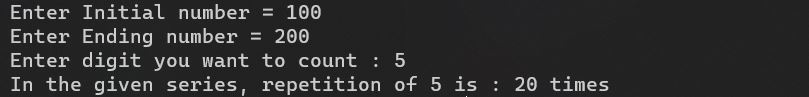 Enter Initial number = 100
Enter Ending number = 200
Enter digit you want to count : 5
In the given series, repetition of 5 is : 20 times